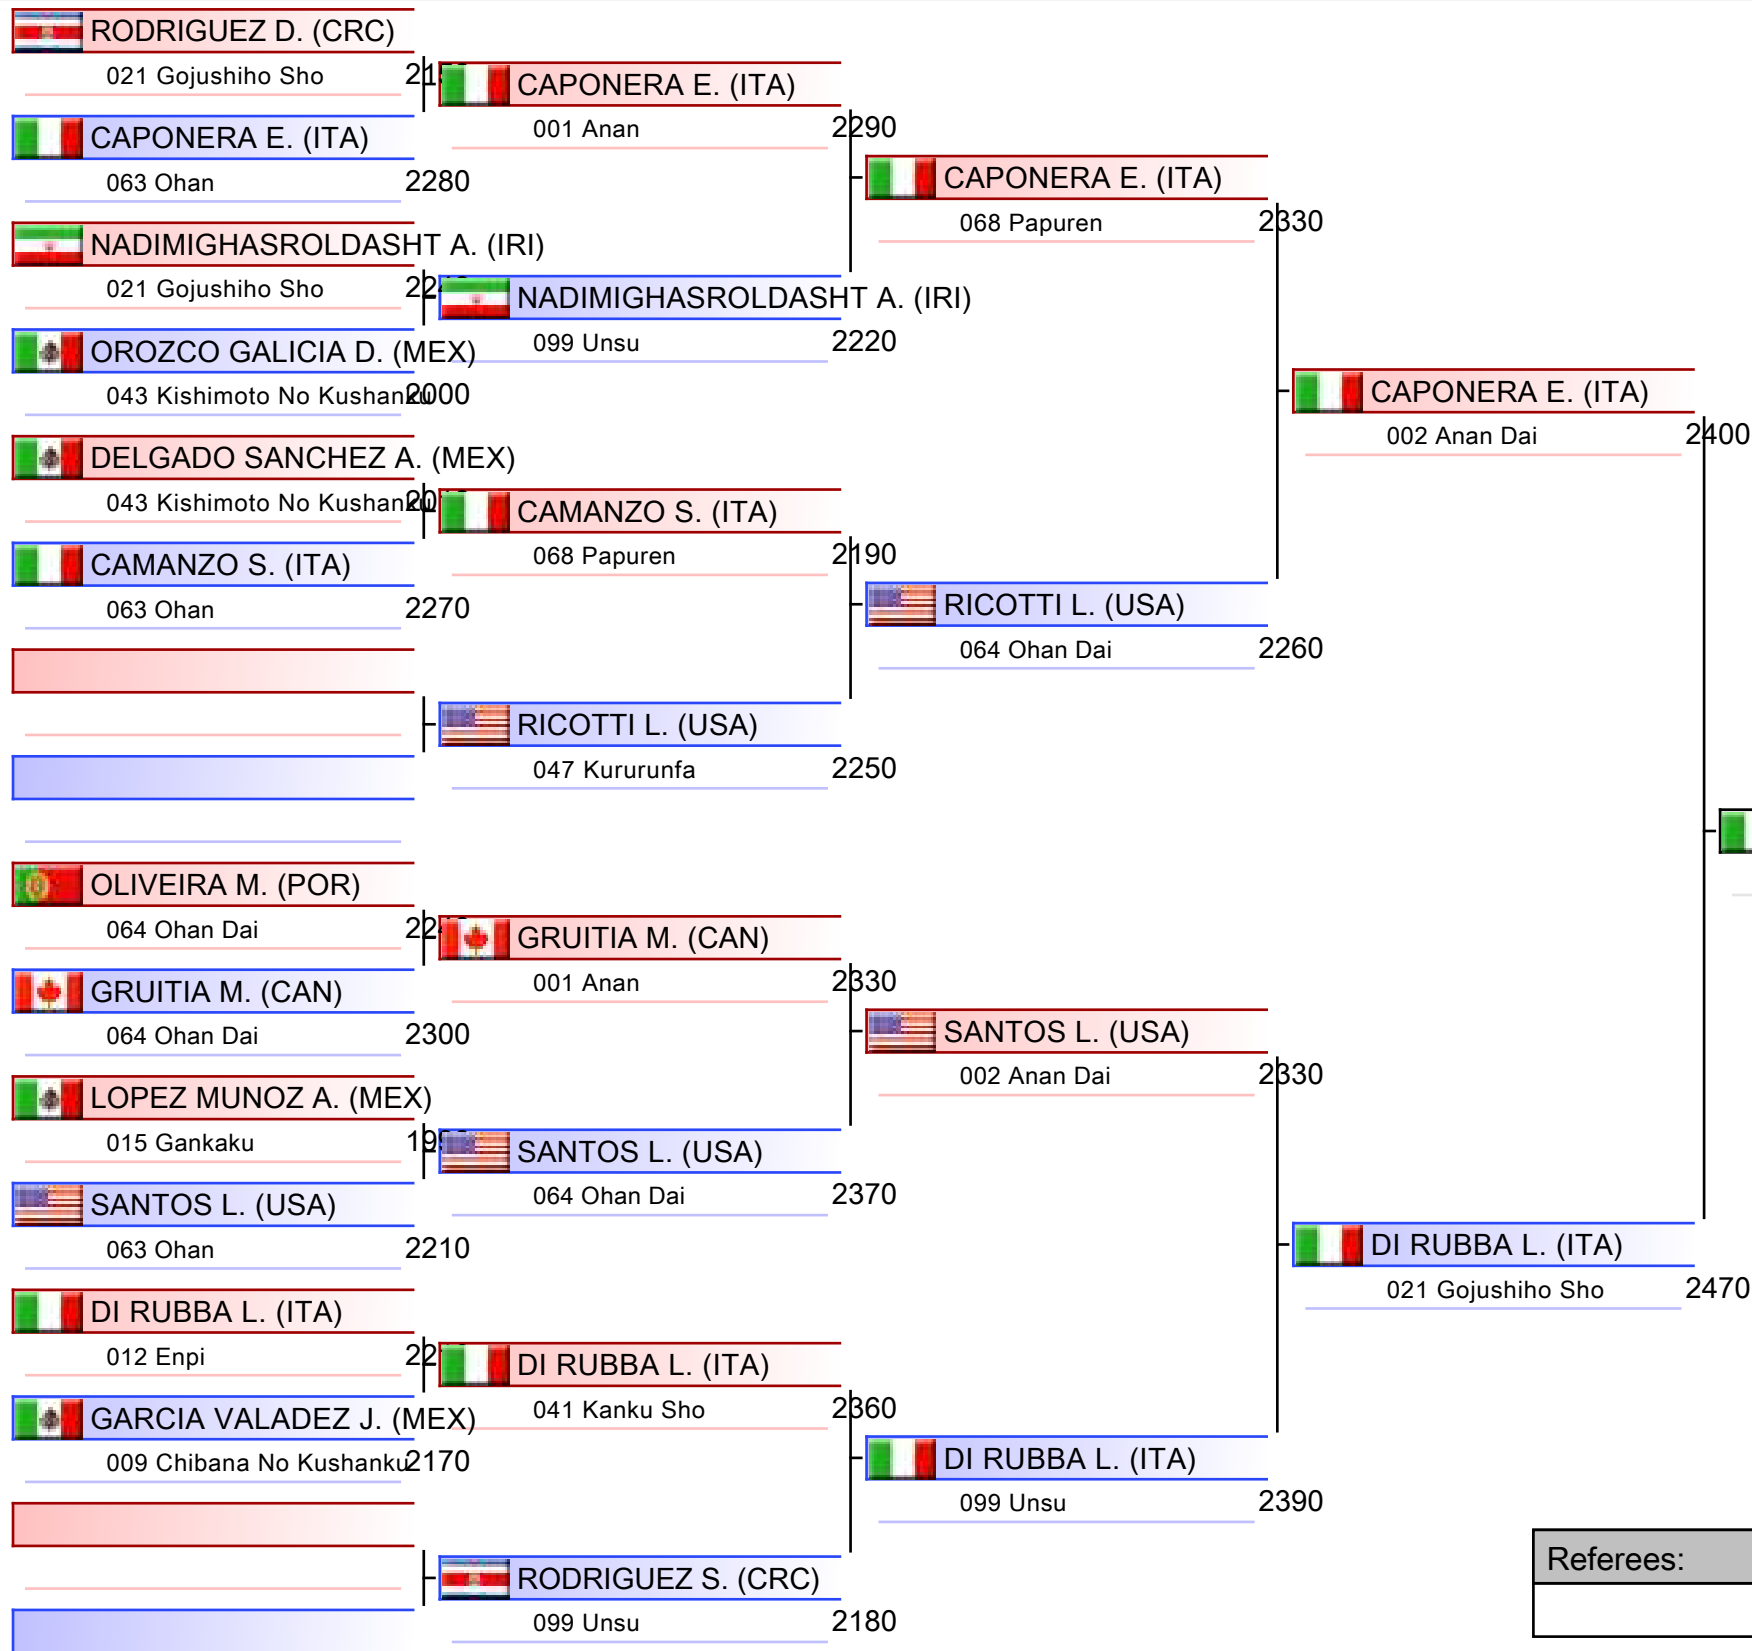 RODRIGUEZ D. (CRC)
021 Gojushiho Sho
CAPONERA E. (ITA)
063 Ohan 2280
NADIMIGHASROLDASHT A. (IRI)
021 Gojushiho Sho
OROZCO GALICIA D. (MEX)
043 Kishimoto No Kushanku 2000
DELGADO SANCHEZ A. (MEX)
043 Kishimoto No Kushanku
CAMANZO S. (ITA)
063 Ohan 2270
OLIVEIRA M. (POR)
064 Ohan Dai
GRUITIA M. (CAN)
064 Ohan Dai 2300
LOPEZ MUNOZ A. (MEX)
015 Gankaku
SANTOS L. (USA)
063 Ohan 2210
DI RUBBA L. (ITA)
012 Enpi
GARCIA VALADEZ J. (MEX)
009 Chibana No Kushanku 2170
CAPONERA E. (ITA)
001 Anan 2290
NADIMIGHASROLDASHT A. (IRI)
099 Unsu 2220
CAMANZO S. (ITA)
068 Papuren 2190
RICOTTI L. (USA)
047 Kururunfa 2250
GRUITIA M. (CAN)
001 Anan 2330
SANTOS L. (USA)
064 Ohan Dai 2370
DI RUBBA L. (ITA)
041 Kanku Sho 2360
RODRIGUEZ S. (CRC)
099 Unsu 2180
CAPONERA E. (ITA)
068 Papuren 2330
RICOTTI L. (USA)
064 Ohan Dai 2260
SANTOS L. (USA)
002 Anan Dai 2330
DI RUBBA L. (ITA)
099 Unsu 2390
CAPONERA E. (ITA)
002 Anan Dai 2400
DI RUBBA L. (ITA)
021 Gojushiho Sho 2470
Referees: